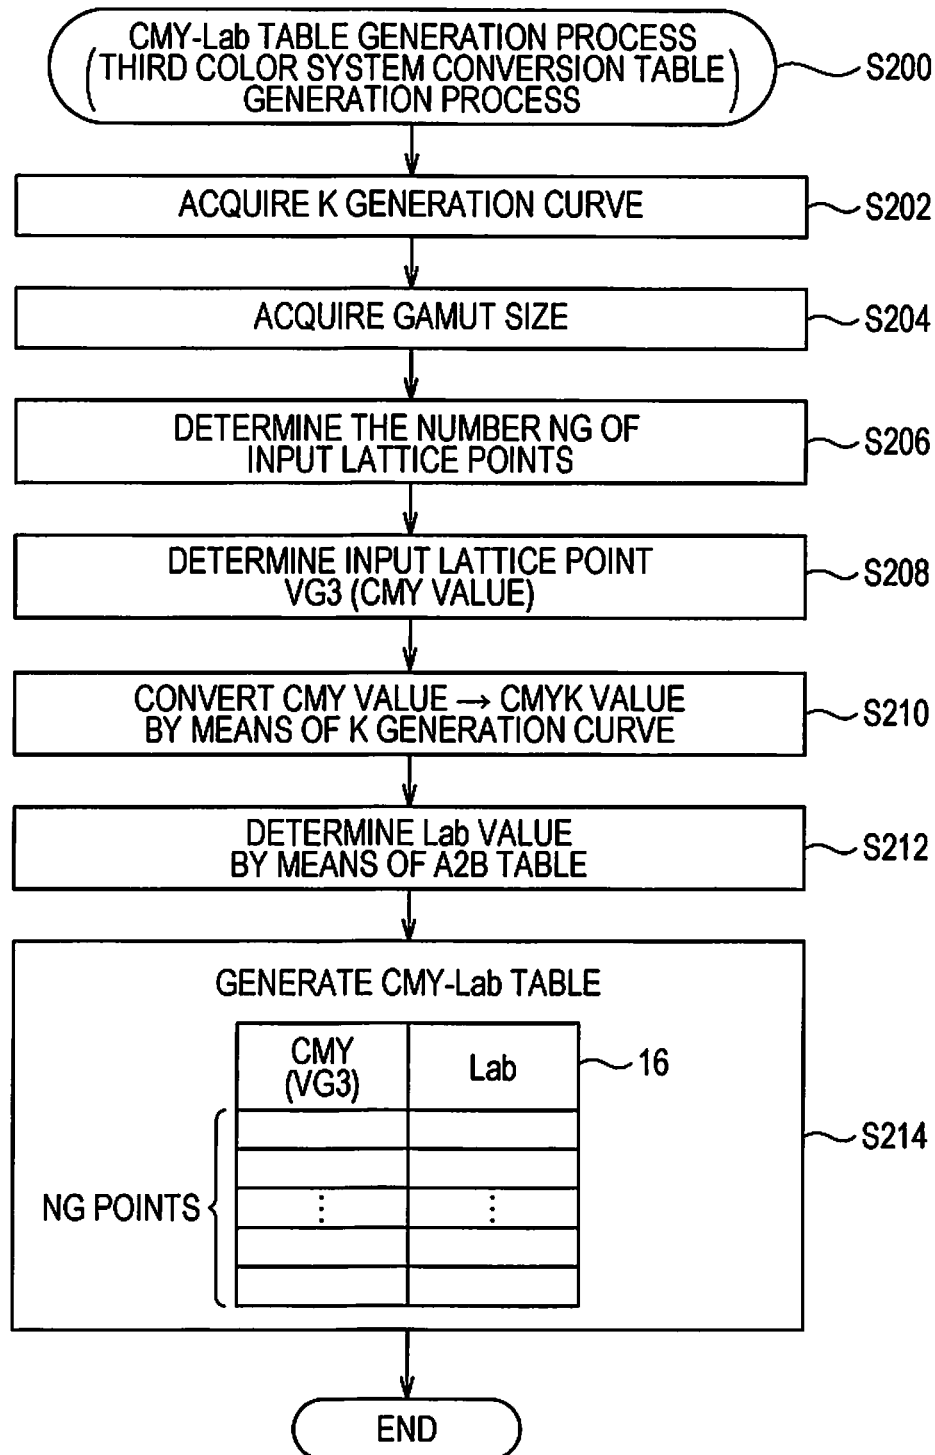 CMY-Lab TABLE GENERATION PROCESS
(THIRD COLOR SYSTEM CONVERSION TABLE
GENERATION PROCESS)
S200
ACQUIRE K GENERATION CURVE
S202
ACQUIRE GAMUT SIZE
S204
DETERMINE THE NUMBER NG OF
INPUT LATTICE POINTS
S206
DETERMINE INPUT LATTICE POINT
VG3 (CMY VALUE)
S208
CONVERT CMY VALUE → CMYK VALUE
BY MEANS OF K GENERATION CURVE
S210
DETERMINE Lab VALUE
BY MEANS OF A2B TABLE
S212
GENERATE CMY-Lab TABLE
CMY
(VG3)
Lab
16
S214
NG POINTS
⋮ ⋮
END